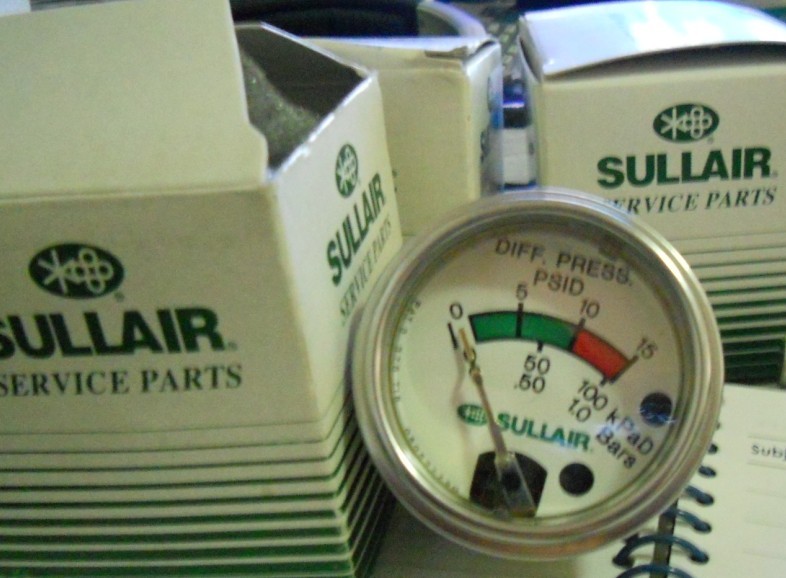 SULLAIR
SERVICE PARTS
SULLAIR
SERVICE PARTS
SULLAIR
SERVICE PARTS
DIFF. PRESS.
PSID
0 5 10 15
50 100 kPaD
.50 1.0 Bara
SULLAIR